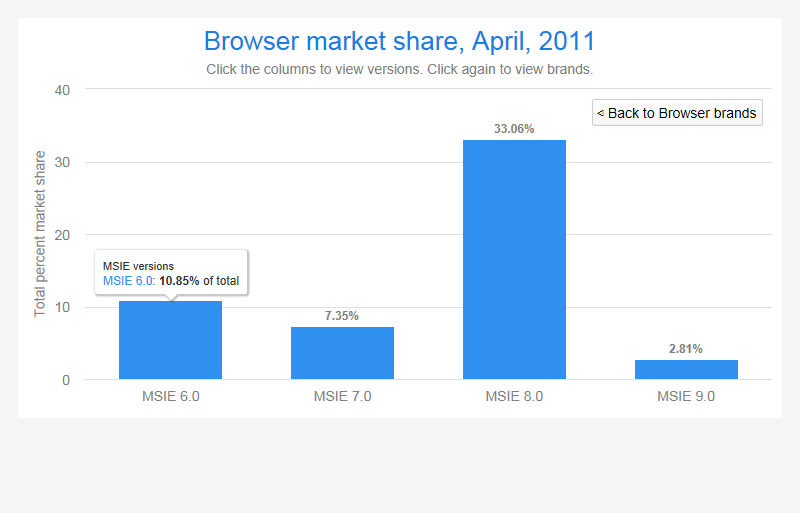 Browser market share, April, 2011
Click the columns to view versions. Click again to view brands.
Total percent market share
40
30
20
10
0
◁ Back to Browser brands
MSIE versions
MSIE 6.0: 10.85% of total
7.35%
33.06%
2.81%
MSIE 6.0
MSIE 7.0
MSIE 8.0
MSIE 9.0